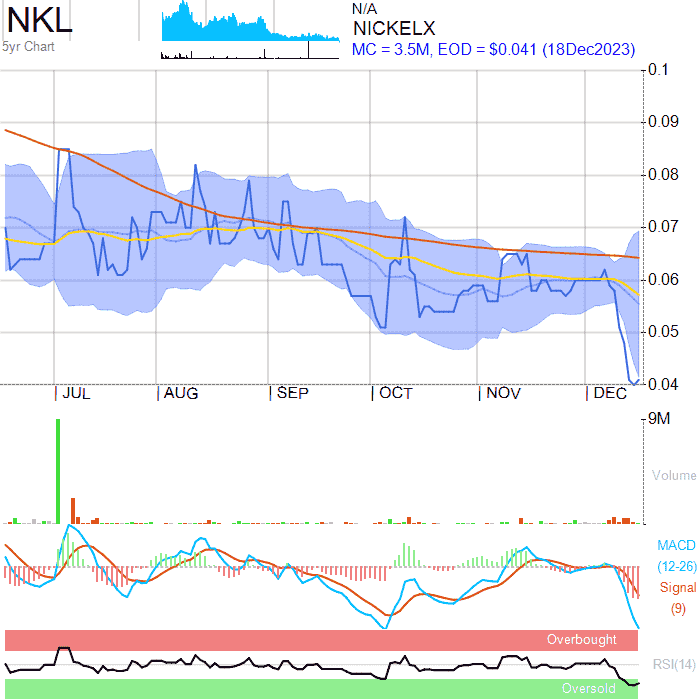 NKL
5yr Chart
N/A
NICKELX
MC = 3.5M, EOD = $0.041 (18Dec2023)
0.1
0.09
0.08
0.07
0.06
0.05
0.04
JUL AUG SEP OCT NOV DEC
9M
Volume
MACD
(12-26)
Signal
(9)
Overbought
RSI(14)
Oversold